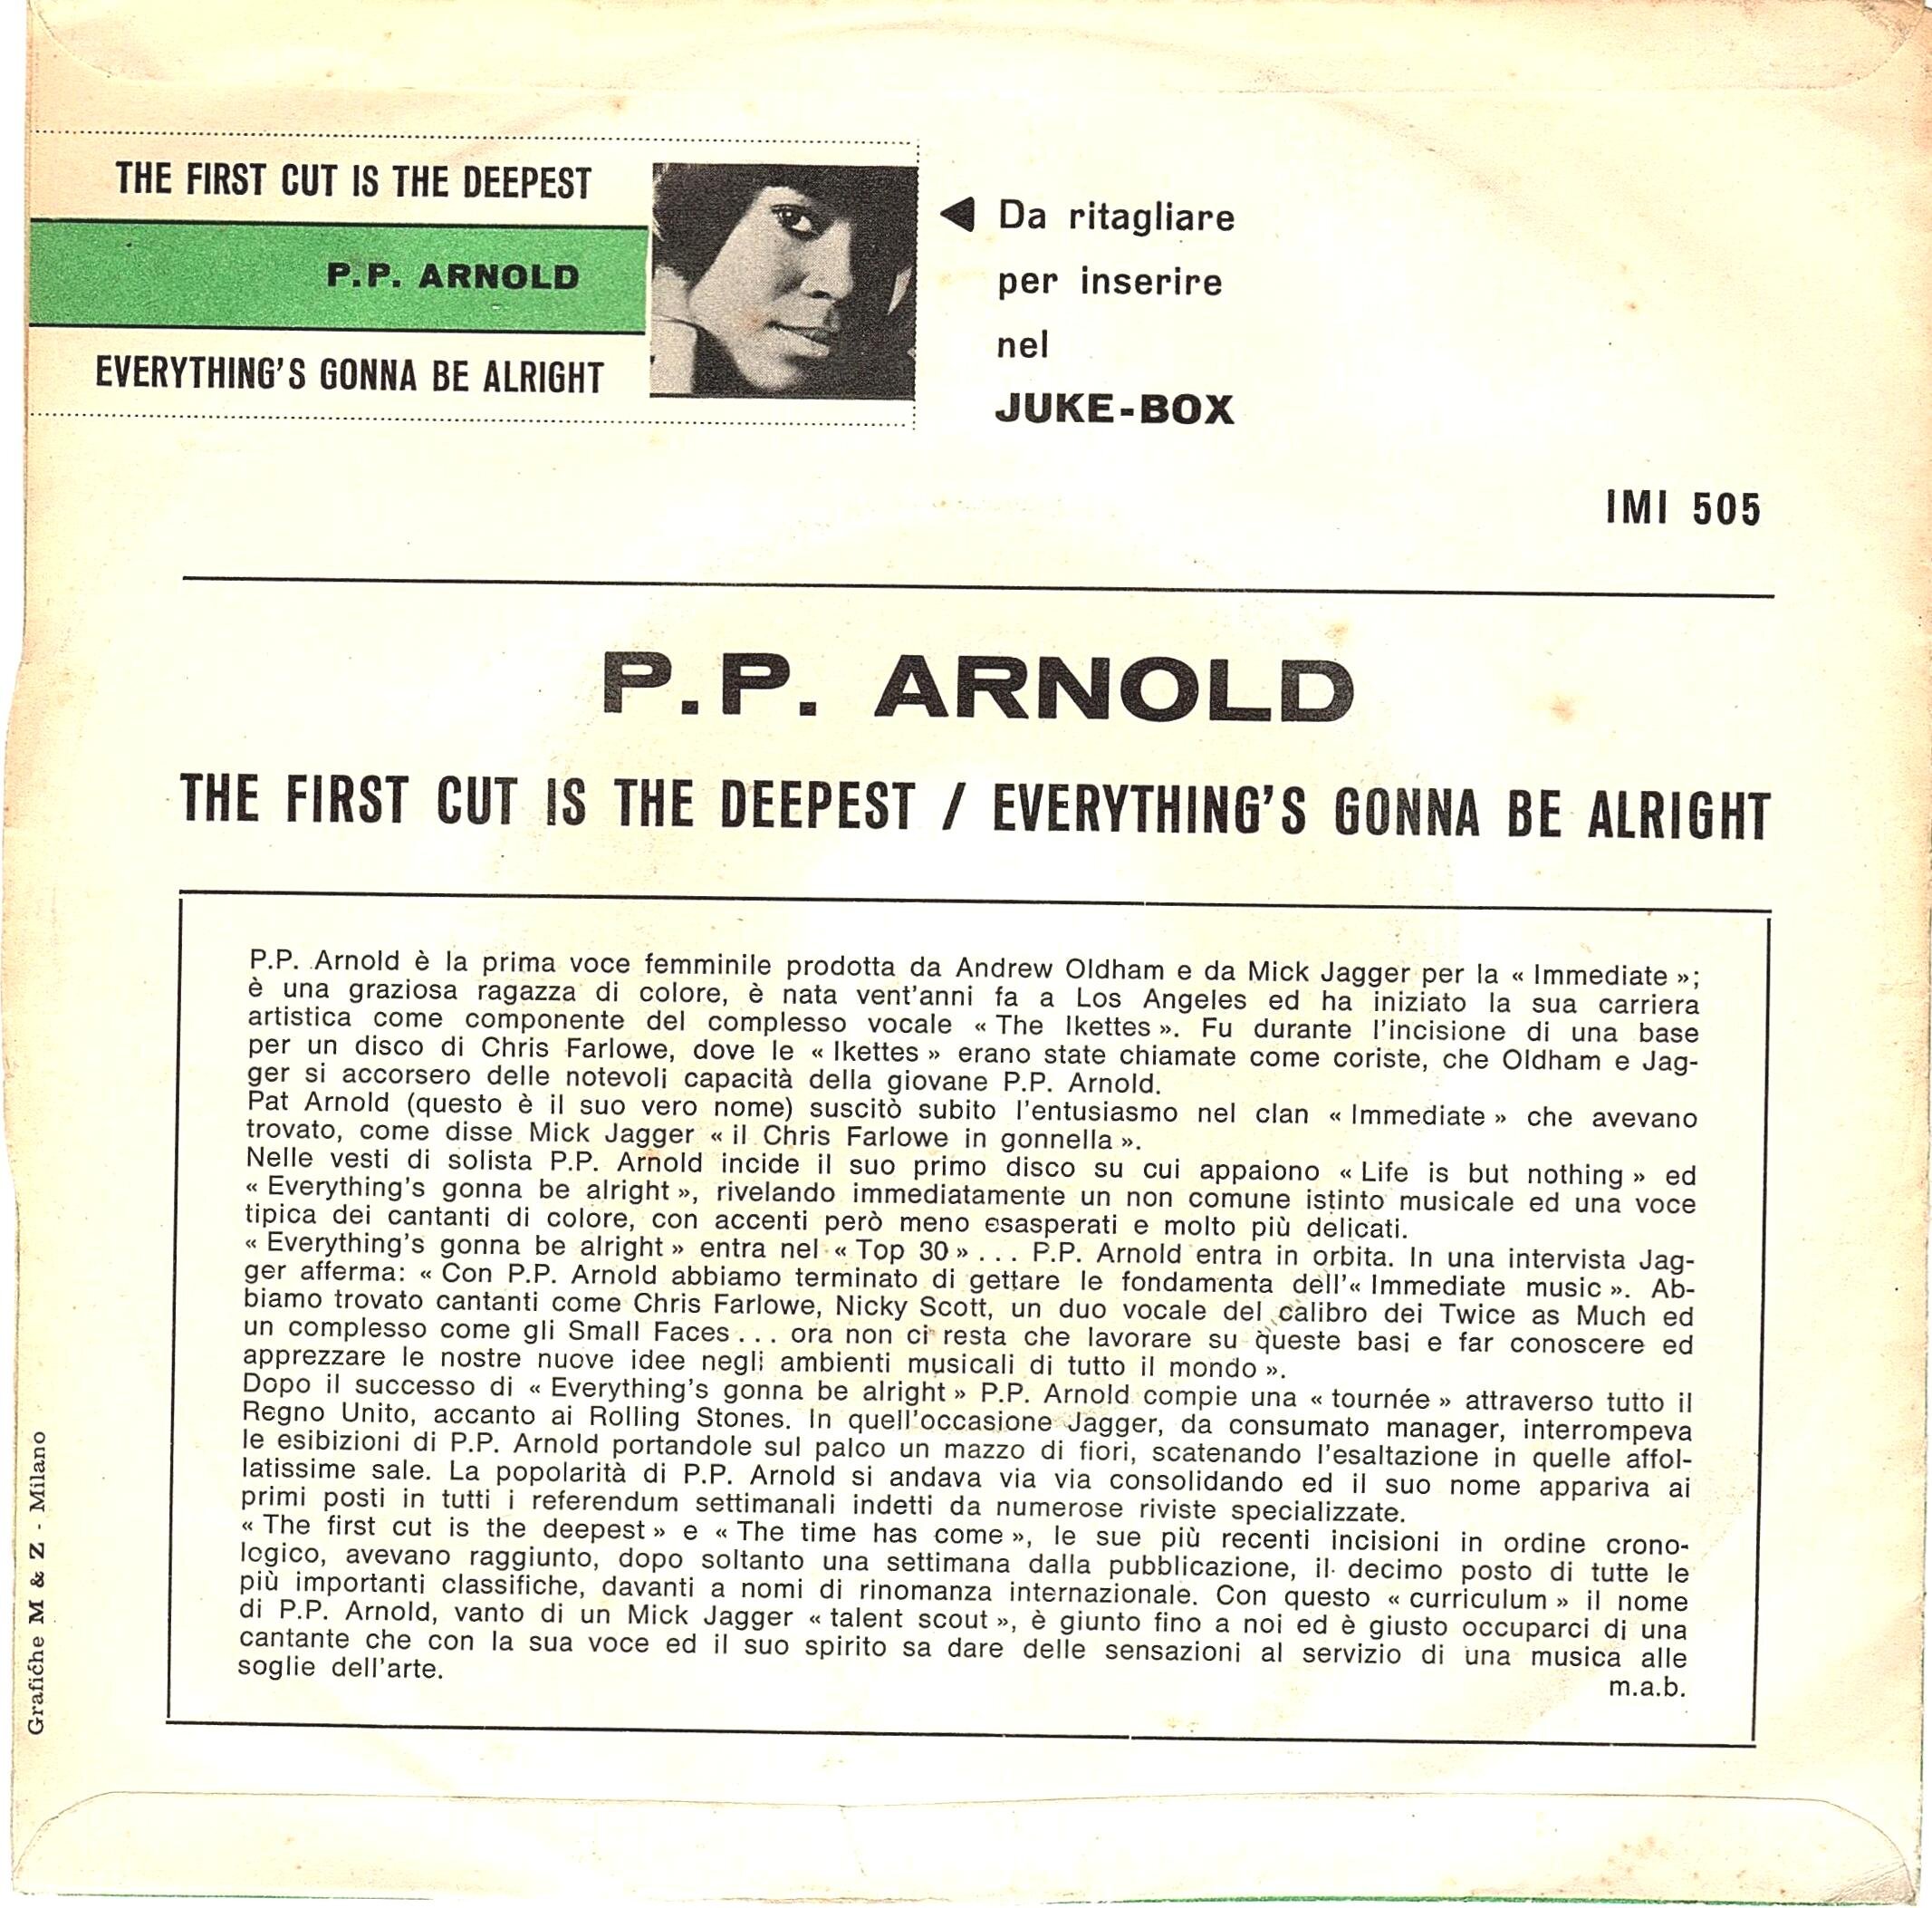 THE FIRST CUT IS THE DEEPEST
P.P. ARNOLD
EVERYTHING'S GONNA BE ALRIGHT
Da ritagliare
per inserire
nel
JUKE-BOX
IMI 505
P.P. ARNOLD
THE FIRST CUT IS THE DEEPEST / EVERYTHING'S GONNA BE ALRIGHT
P.P. Arnold è la prima voce femminile prodotta da Andrew Oldham e da Mick Jagger per la « Immediate »;
è una graziosa ragazza di colore, è nata vent'anni fa a Los Angeles ed ha iniziato la sua carriera
artistica come componente del complesso vocale « The Ikettes ». Fu durante l'incisione di una base
per un disco di Chris Farlowe, dove le « Ikettes » erano state chiamate come coriste, che Oldham e Jag-
ger si accorsero delle notevoli capacità della giovane P.P. Arnold.
Pat Arnold (questo è il suo vero nome) suscitò subito l'entusiasmo nel clan « Immediate » che avevano
trovato, come disse Mick Jagger « il Chris Farlowe in gonnella ».
Nelle vesti di solista P.P. Arnold incide il suo primo disco su cui appaiono « Life is but nothing » ed
« Everything's gonna be alright », rivelando immediatamente un non comune istinto musicale ed una voce
tipica dei cantanti di colore, con accenti però meno esasperati e molto più delicati.
« Everything's gonna be alright » entra nel « Top 30 » ... P.P. Arnold entra in orbita. In una intervista Jag-
ger afferma: « Con P.P. Arnold abbiamo terminato di gettare le fondamenta dell'« Immediate music ». Ab-
biamo trovato cantanti come Chris Farlowe, Nicky Scott, un duo vocale del calibro dei Twice as Much ed
un complesso come gli Small Faces ... ora non ci resta che lavorare su queste basi e far conoscere ed
apprezzare le nostre nuove idee negli ambienti musicali di tutto il mondo ».
Dopo il successo di « Everything's gonna be alright » P.P. Arnold compie una « tournée » attraverso tutto il
Regno Unito, accanto ai Rolling Stones. In quell'occasione Jagger, da consumato manager, interrompeva
le esibizioni di P.P. Arnold portandole sul palco un mazzo di fiori, scatenando l'esaltazione in quelle affol-
latissime sale. La popolarità di P.P. Arnold si andava via via consolidando ed il suo nome appariva ai
primi posti in tutti i referendum settimanali indetti da numerose riviste specializzate.
« The first cut is the deepest » e « The time has come », le sue più recenti incisioni in ordine crono-
logico, avevano raggiunto, dopo soltanto una settimana dalla pubblicazione, il decimo posto di tutte le
più importanti classifiche, davanti a nomi di rinomanza internazionale. Con questo « curriculum » il nome
di P.P. Arnold, vanto di un Mick Jagger « talent scout », è giunto fino a noi ed è giusto occuparci di una
cantante che con la sua voce ed il suo spirito sa dare delle sensazioni al servizio di una musica alle
soglie dell'arte.
m.a.b.
Grafiche M & Z - Milano